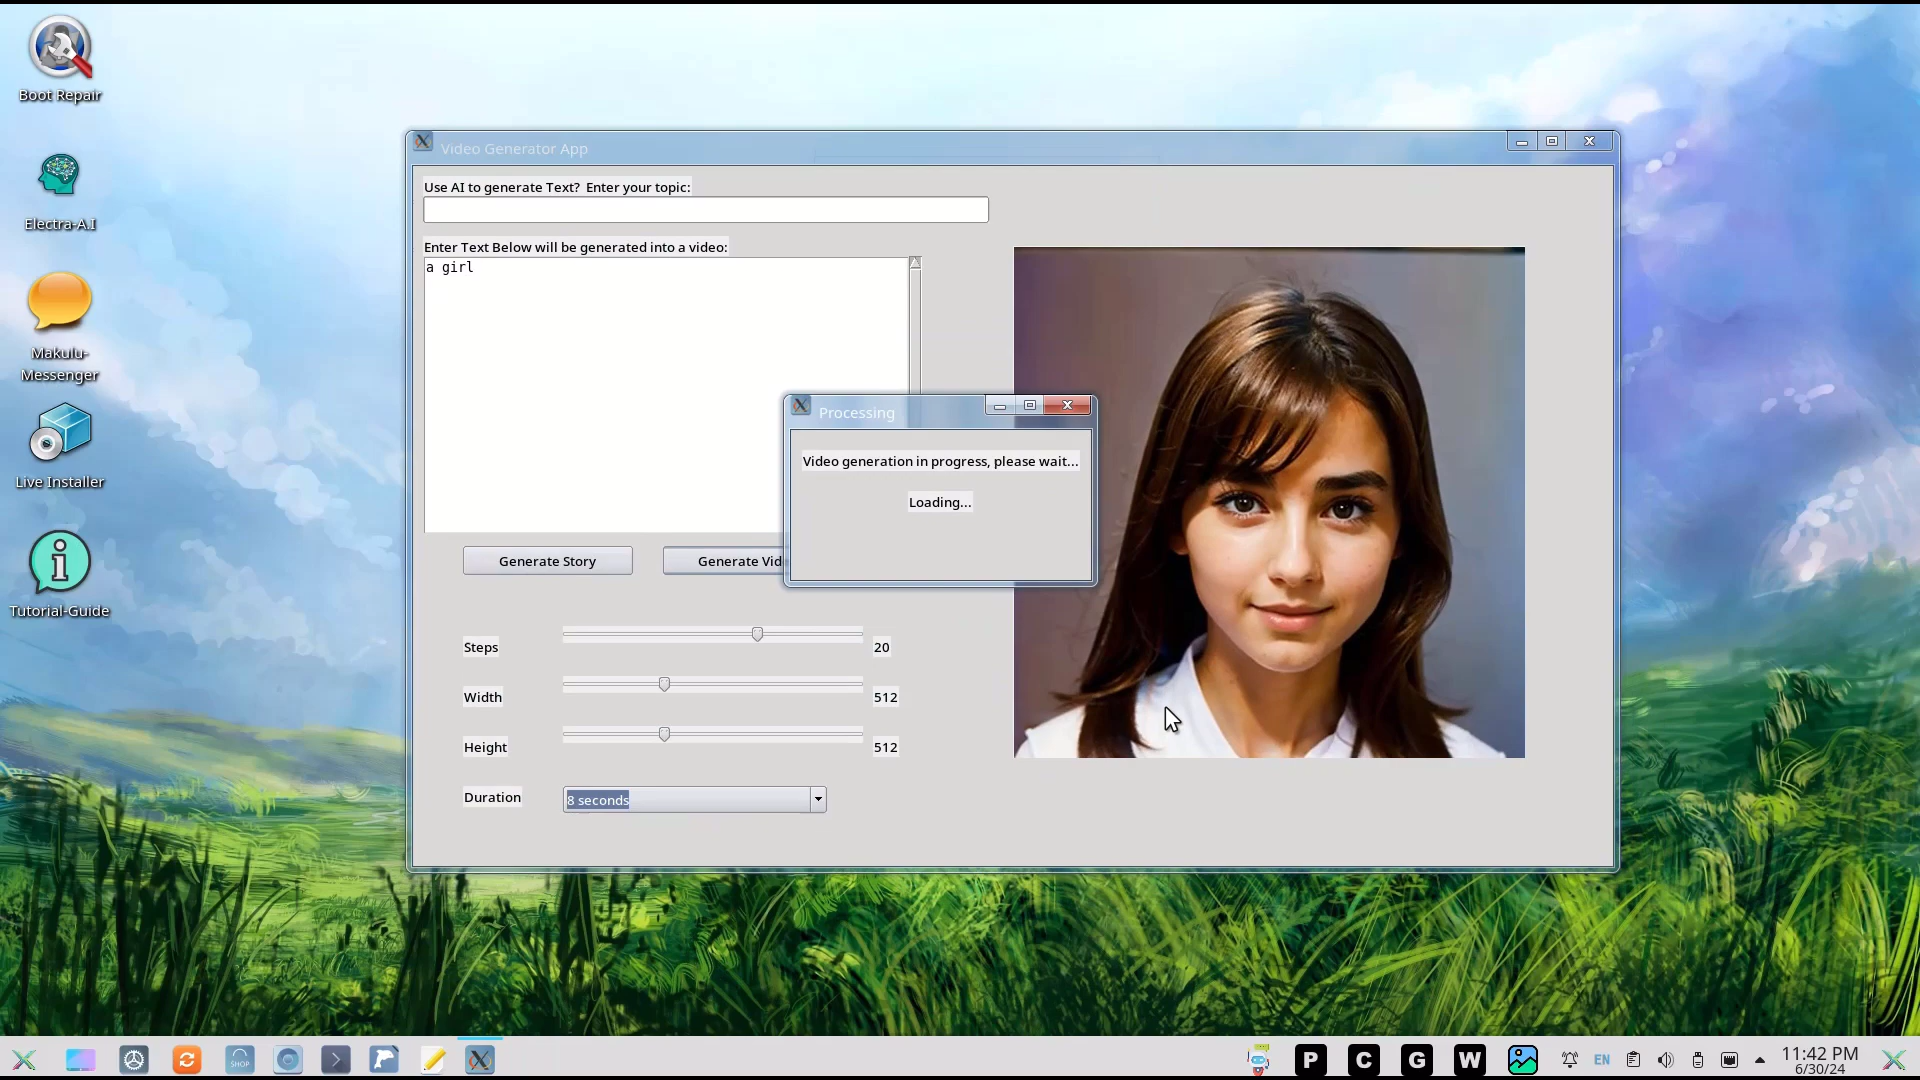 Boot Repair
Electra-A.I
Makulu-
Messenger
Live Installer
Tutorial-Guide
Video Generator App
Use AI to generate Text?  Enter your topic:
Enter Text Below will be generated into a video:
a girl
Processing
Video generation in progress, please wait...
Loading...
Generate Story
Generate Vid
Steps
20
Width
512
Height
512
Duration
8 seconds
SHOP
P
C
G
W
EN
11:42 PM
6/30/24